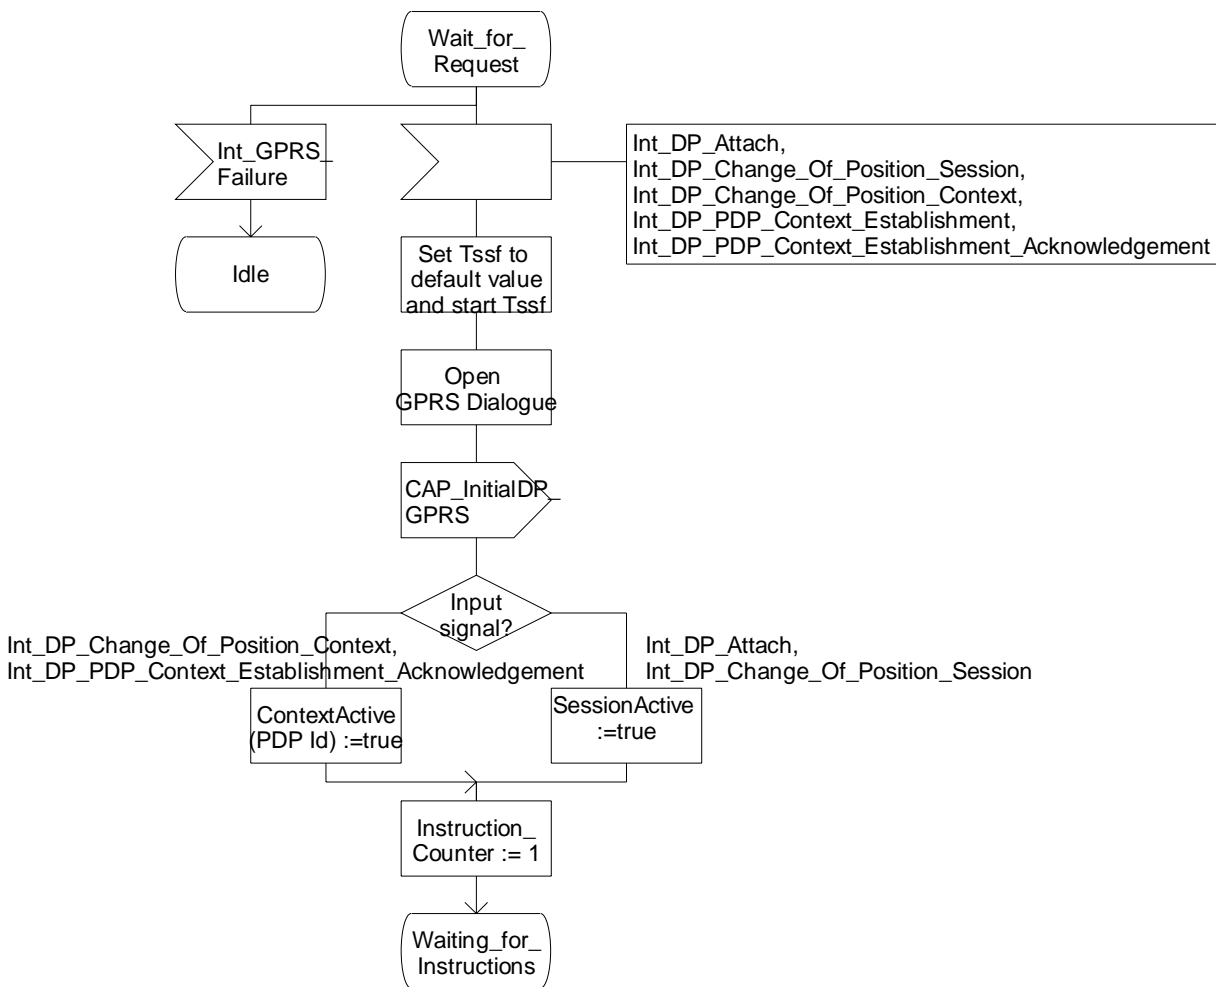 Wait_for_
Request
Int_GPRS_
Failure
Int_DP_Attach,
Int_DP_Change_Of_Position_Session,
Int_DP_Change_Of_Position_Context,
Int_DP_PDP_Context_Establishment,
Int_DP_PDP_Context_Establishment_Acknowledgement
Idle
Set Tssf to
default value
and start Tssf
Open
GPRS Dialogue
CAP_InitialDP_
GPRS
Input
signal?
Int_DP_Change_Of_Position_Context,
Int_DP_PDP_Context_Establishment_Acknowledgement
Int_DP_Attach,
Int_DP_Change_Of_Position_Session
ContextActive
(PDP Id) :=true
SessionActive
:=true
Instruction_
Counter := 1
Waiting_for_
Instructions